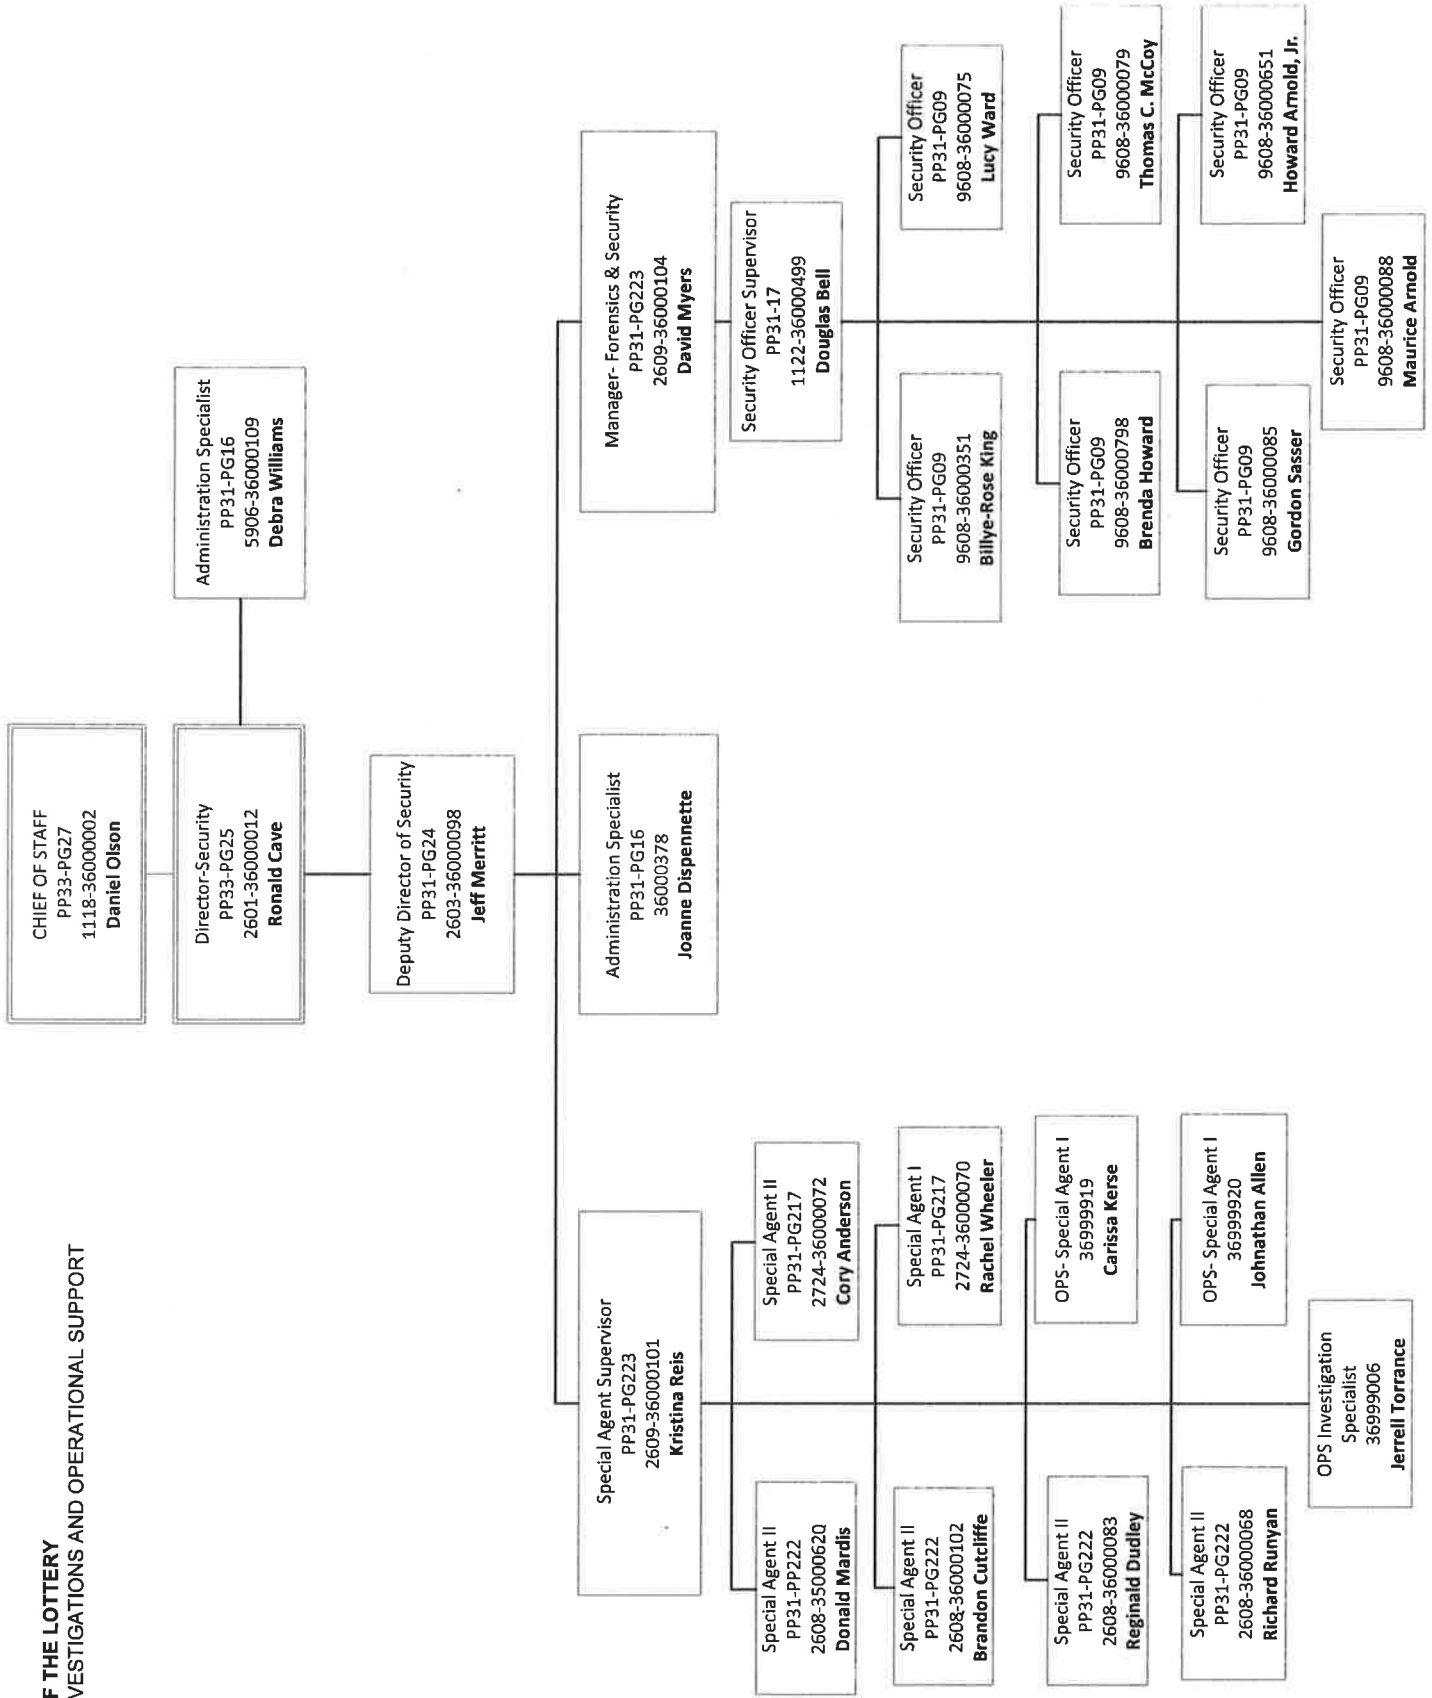 F THE LOTTERY
VESTIGATIONS AND OPERATIONAL SUPPORT
CHIEF OF STAFF
PP33-PG27
1118-36000002
Daniel Olson
Director-Security
PP33-PG25
2601-36000012
Ronald Cave
Administration Specialist
PP31-PG16
5906-36000109
Debra Williams
Deputy Director of Security
PP31-PG24
2603-36000098
Jeff Merritt
Special Agent Supervisor
PP31-PG223
2609-36000101
Kristina Reis
Administration Specialist
PP31-PG16
36000378
Joanne Dispennette
Manager- Forensics & Security
PP31-PG223
2609-36000104
David Myers
Security Officer Supervisor
PP31-17
1122-36000499
Douglas Bell
Special Agent II
PP31-PP222
2608-3500062Q
Donald Mardis
Special Agent II
PP31-PG217
2724-36000072
Cory Anderson
Special Agent II
PP31-PG222
2608-36000102
Brandon Cutcliffe
Special Agent I
PP31-PG217
2724-36000070
Rachel Wheeler
Special Agent II
PP31-PG222
2608-36000083
Reginald Dudley
OPS- Special Agent I
36999919
Carissa Kerse
Special Agent II
PP31-PG222
2608-36000068
Richard Runyan
OPS- Special Agent I
36999920
Johnathan Allen
OPS Investigation
Specialist
36999006
Jerrell Torrance
Security Officer
PP31-PG09
9608-36000351
Billye-Rose King
Security Officer
PP31-PG09
9608-36000075
Lucy Ward
Security Officer
PP31-PG09
9608-36000798
Brenda Howard
Security Officer
PP31-PG09
9608-36000079
Thomas C. McCoy
Security Officer
PP31-PG09
9608-36000085
Gordon Sasser
Security Officer
PP31-PG09
9608-36000651
Howard Arnold, Jr.
Security Officer
PP31-PG09
9608-36000088
Maurice Arnold